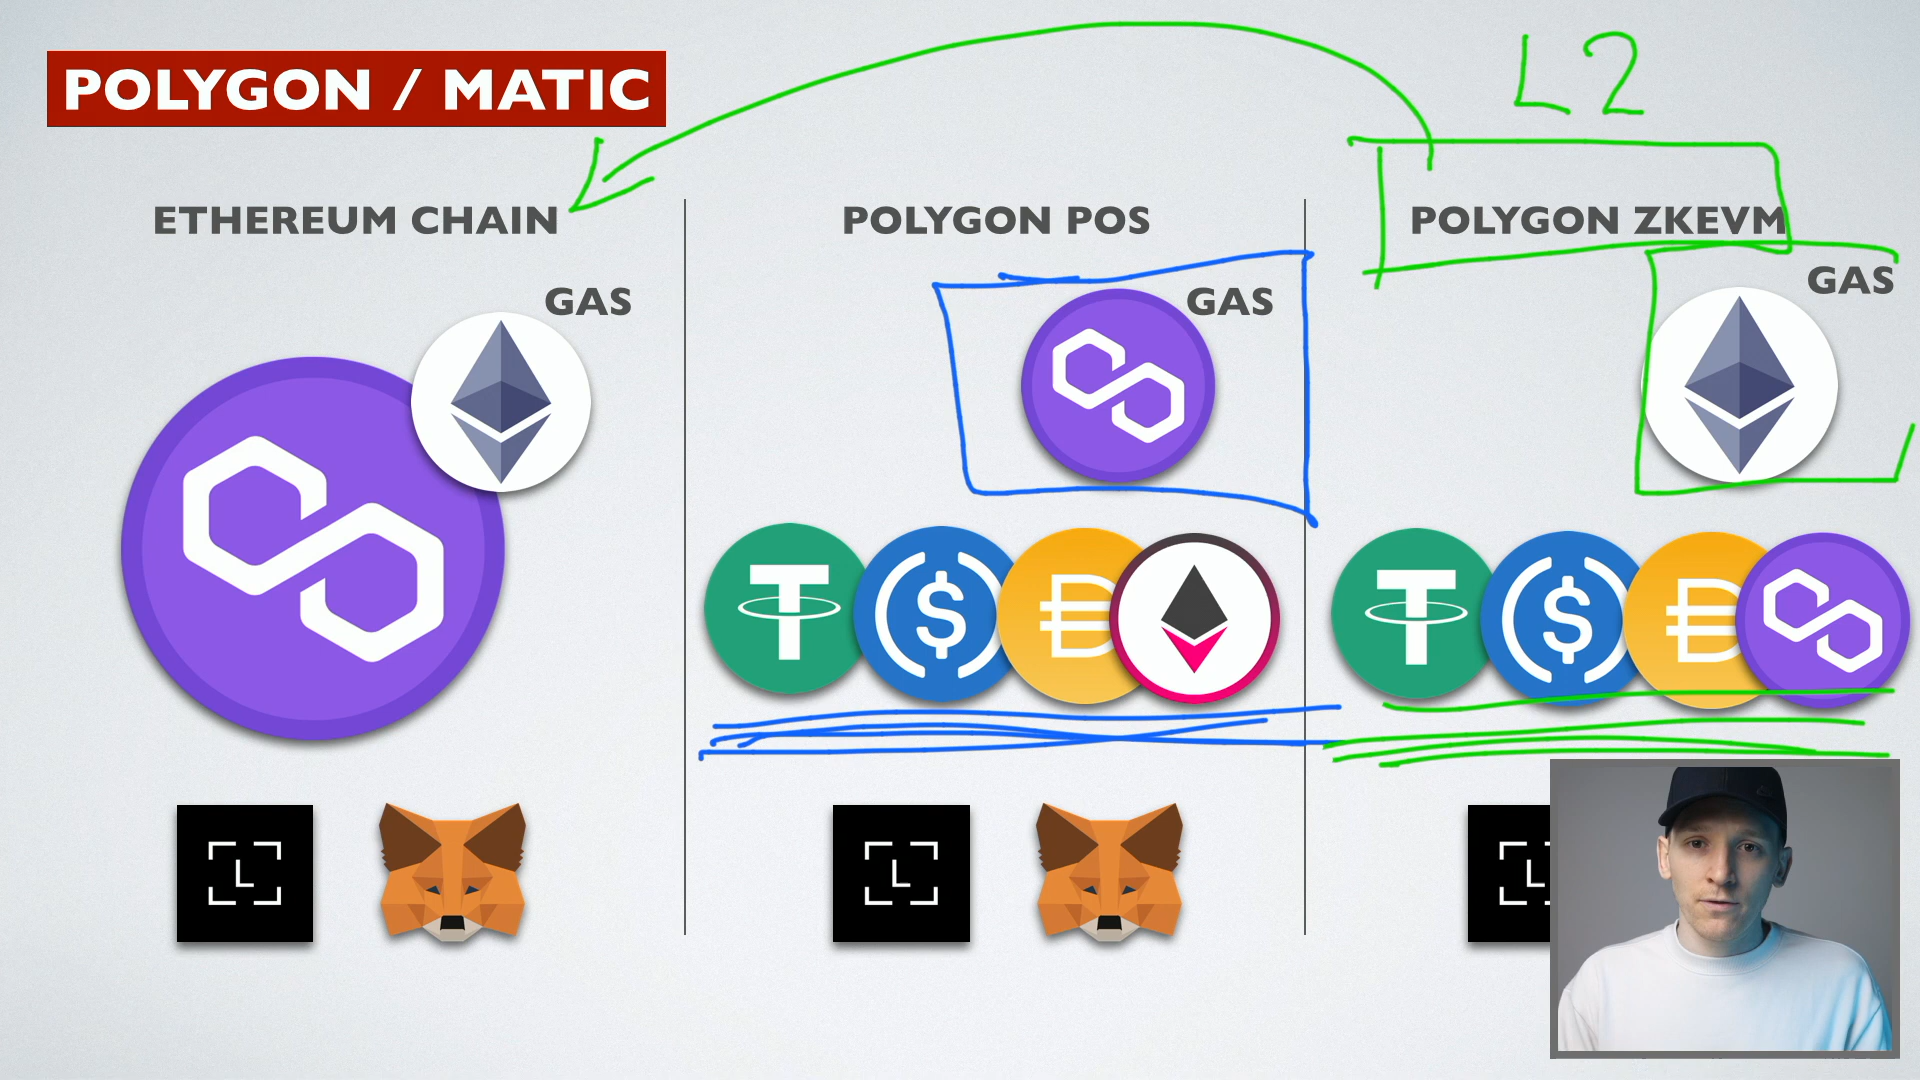 POLYGON / MATIC
L2
ETHEREUM CHAIN
POLYGON POS
POLYGON ZKEVM
GAS
GAS
GAS